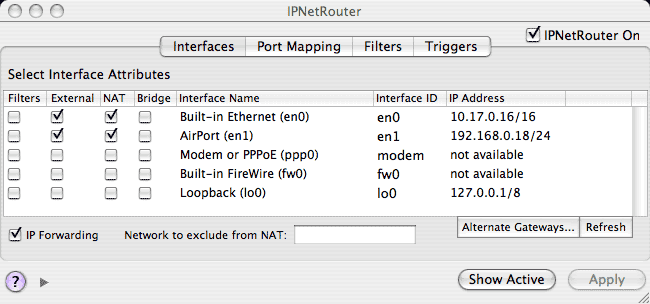 IPNetRouter
IPNetRouter On
Interfaces Port Mapping Filters Triggers
Select Interface Attributes
Filters External NAT Bridge Interface Name Interface ID IP Address
Built-in Ethernet (en0) en0 10.17.0.16/16
AirPort (en1) en1 192.168.0.18/24
Modem or PPPoE (ppp0) modem not available
Built-in FireWire (fw0) fw0 not available
Loopback (lo0) lo0 127.0.0.1/8
Alternate Gateways... Refresh
IP Forwarding Network to exclude from NAT:
? Show Active Apply